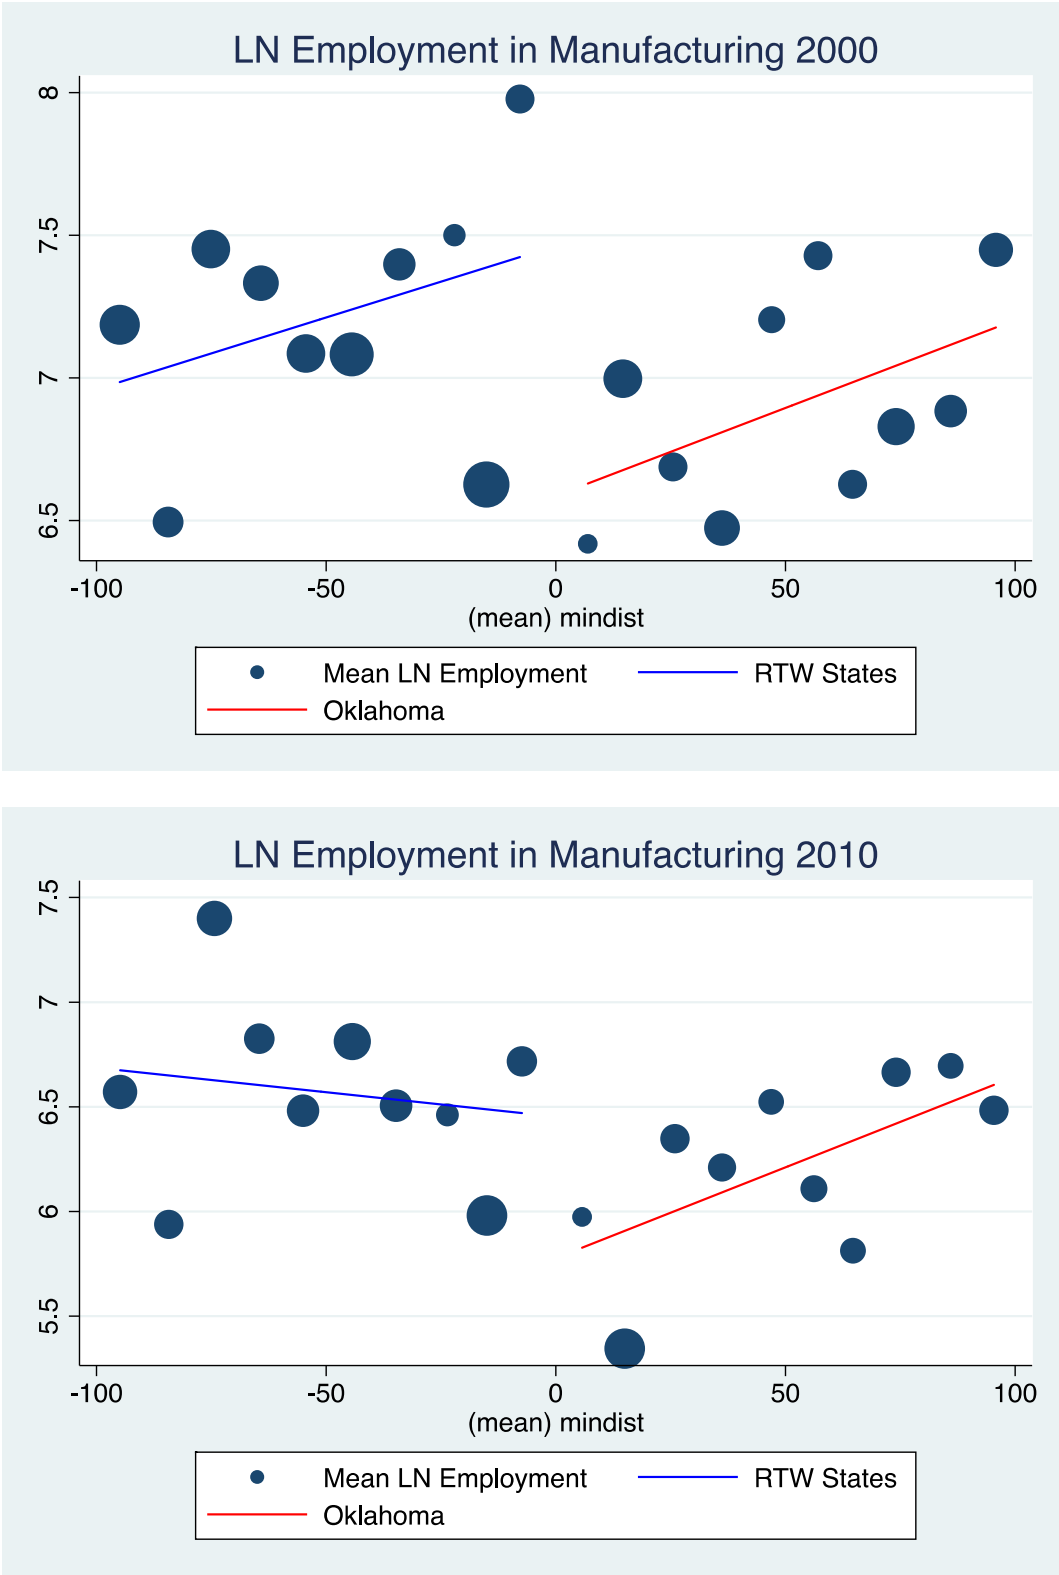 LN Employment in Manufacturing 2000
8
7.5
7
6.5
-100 -50 0 50 100
(mean) mindist
Mean LN Employment RTW States
Oklahoma
LN Employment in Manufacturing 2010
7.5
7
6.5
6
5.5
-100 -50 0 50 100
(mean) mindist
Mean LN Employment RTW States
Oklahoma